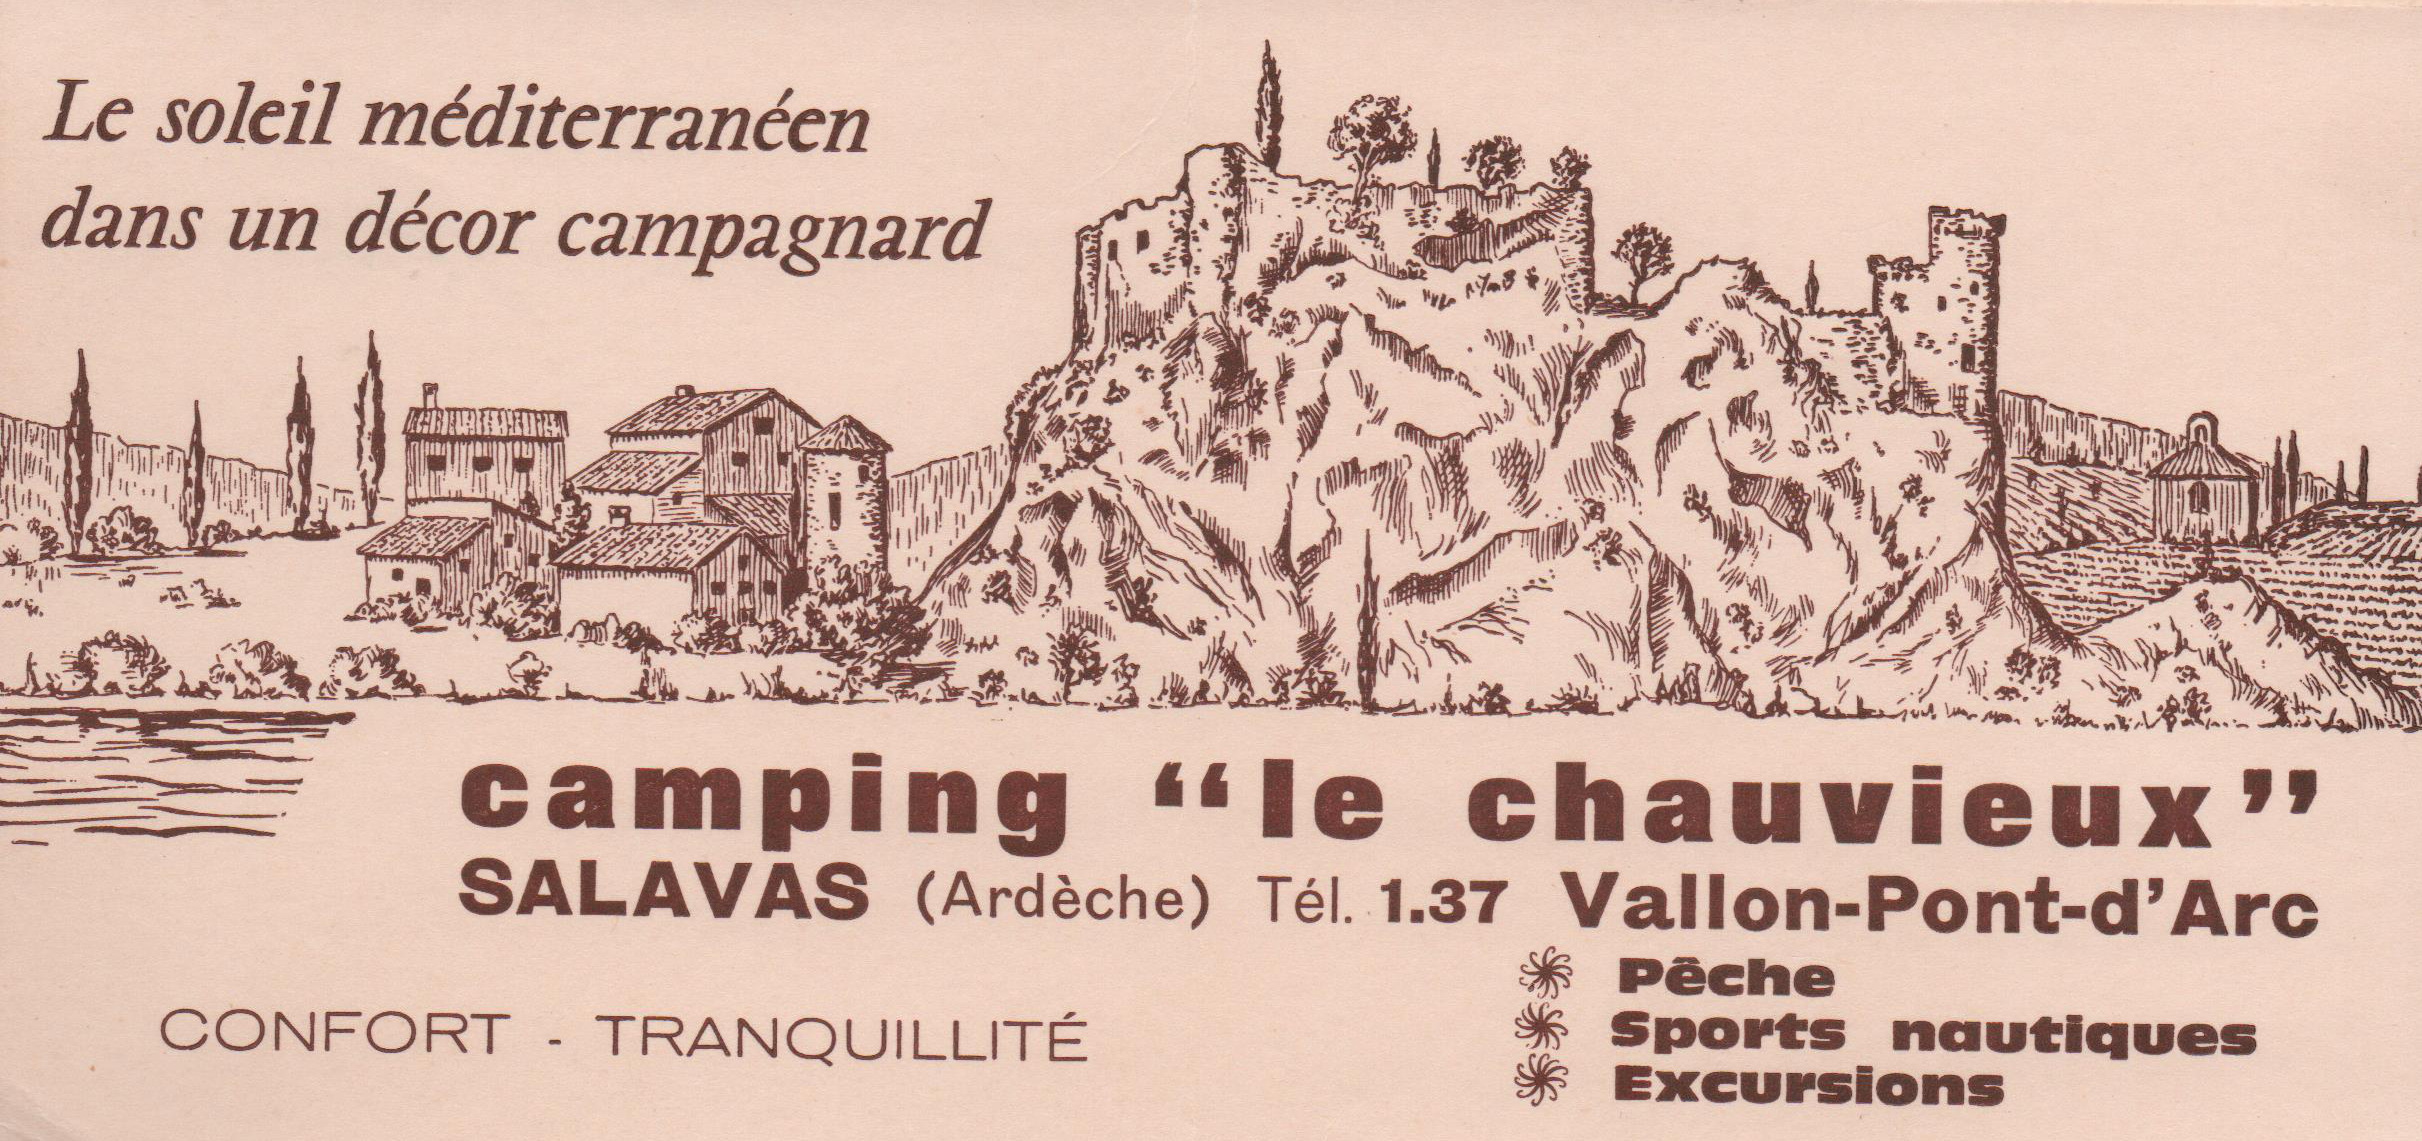 Le soleil méditerranéen
dans un décor campagnard
camping “le chauvieux”
SALAVAS (Ardèche) Tél. 1.37 Vallon-Pont-d’Arc
Pêche
Sports nautiques
Excursions
CONFORT - TRANQUILLITÉ